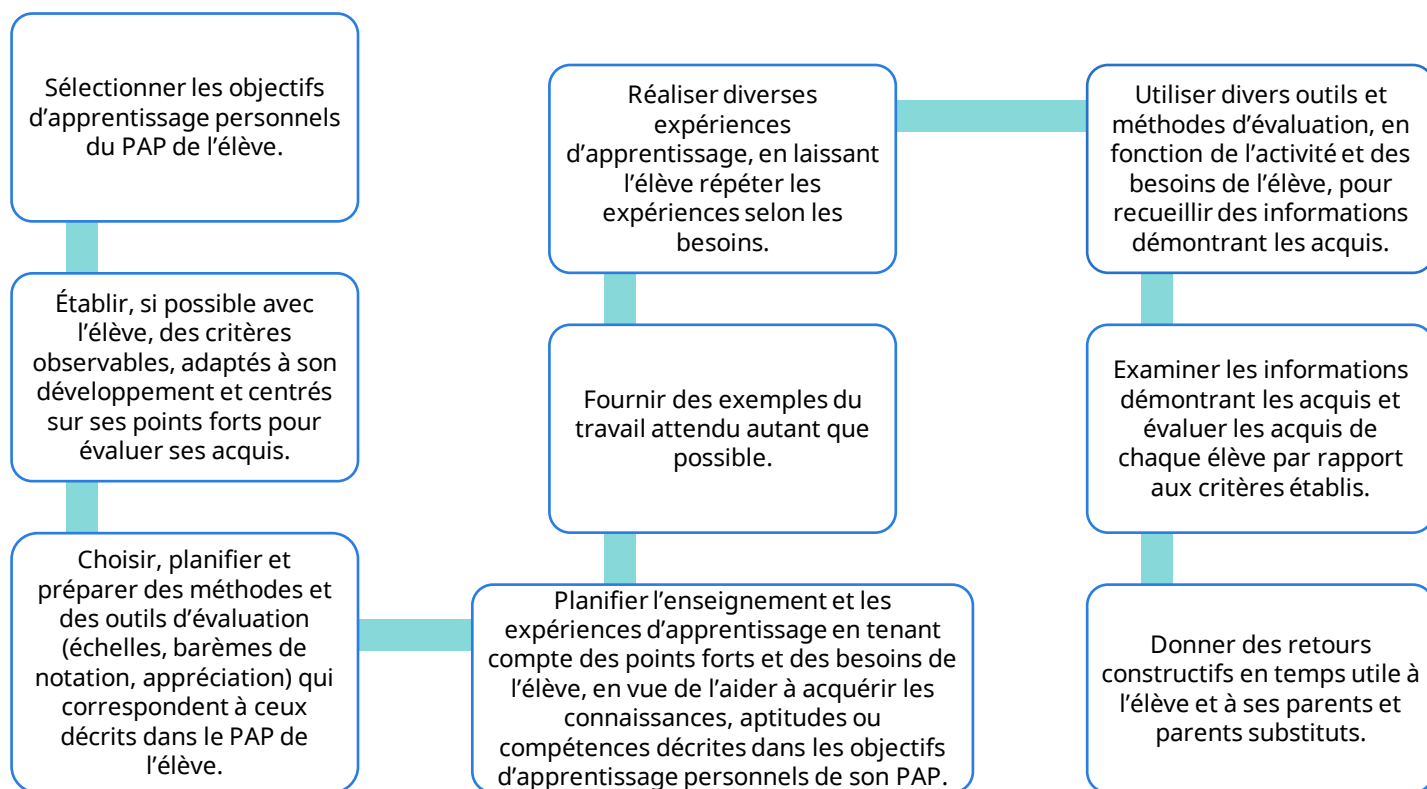 Sélectionner les objectifs
d'apprentissage personnels
du PAP de l'élève.
Établir, si possible avec
l'élève, des critères
observables, adaptés à son
développement et centrés
sur ses points forts pour
évaluer ses acquis.
Choisir, planifier et
préparer des méthodes et
des outils d'évaluation
(échelles, barèmes de
notation, appréciation) qui
correspondent à ceux
décrits dans le PAP de
l'élève.
Planifier l'enseignement et les
expériences d'apprentissage en tenant
compte des points forts et des besoins de
l'élève, en vue de l'aider à acquérir les
connaissances, aptitudes ou
compétences décrites dans les objectifs
d'apprentissage personnels de son PAP.
Fournir des exemples du
travail attendu autant que
possible.
Réaliser diverses
expériences
d'apprentissage, en laissant
l'élève répéter les
expériences selon les
besoins.
Utiliser divers outils et
méthodes d'évaluation, en
fonction de l'activité et des
besoins de l'élève, pour
recueillir des informations
démontrant les acquis.
Examiner les informations
démontrant les acquis et
évaluer les acquis de
chaque élève par rapport
aux critères établis.
Donner des retours
constructifs en temps utile à
l'élève et à ses parents et
parents substituts.